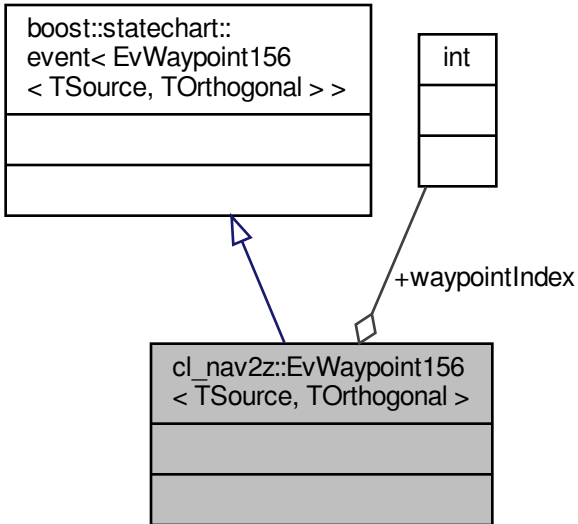 boost::statechart::
event< EvWaypoint156
< TSource, TOrthogonal > >
int
+waypointIndex
cl_nav2z::EvWaypoint156
< TSource, TOrthogonal >